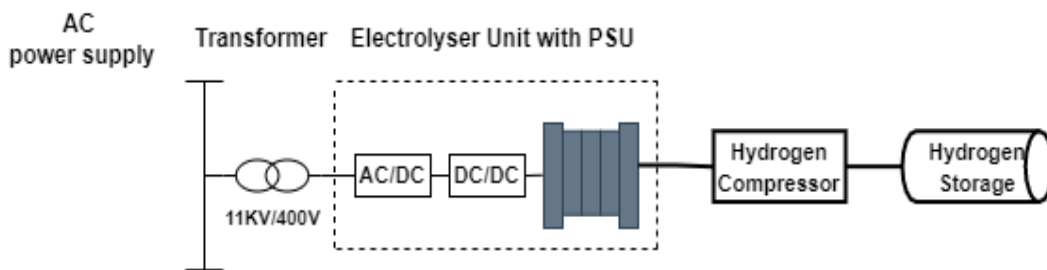 AC
power supply
Transformer
Electrolyser Unit with PSU
AC/DC
DC/DC
11KV/400V
Hydrogen
Compressor
Hydrogen
Storage